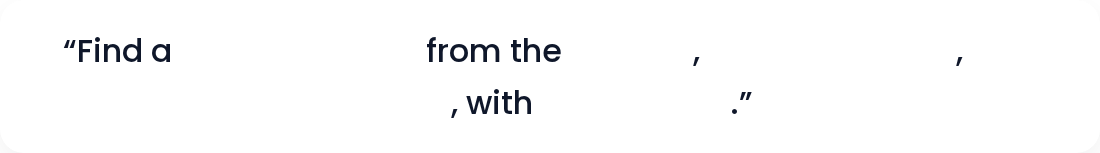 “Find a from the , ,
, with .”